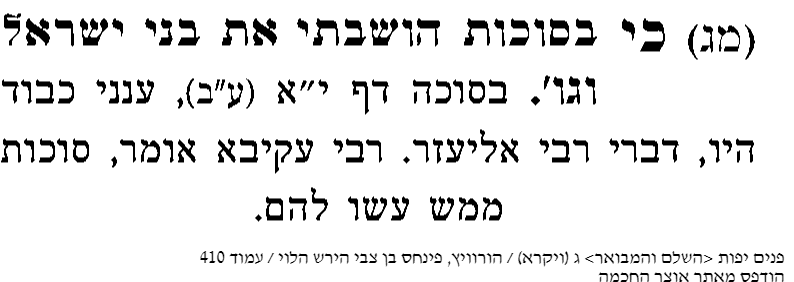 (מג) כי בסוכות הושבתי את בני ישראל
וגו'. בסוכה דף י״א (ע"ב), ענני כבוד
היו, דברי רבי אליעזר. רבי עקיבא אומר, סוכות
ממש עשו להם.
פנים יפות <השלם והמבואר> ג (ויקרא) / הורוויץ, פינחס בן צבי הירש הלוי / עמוד 410
הודפס מאתר אוצר החכמה